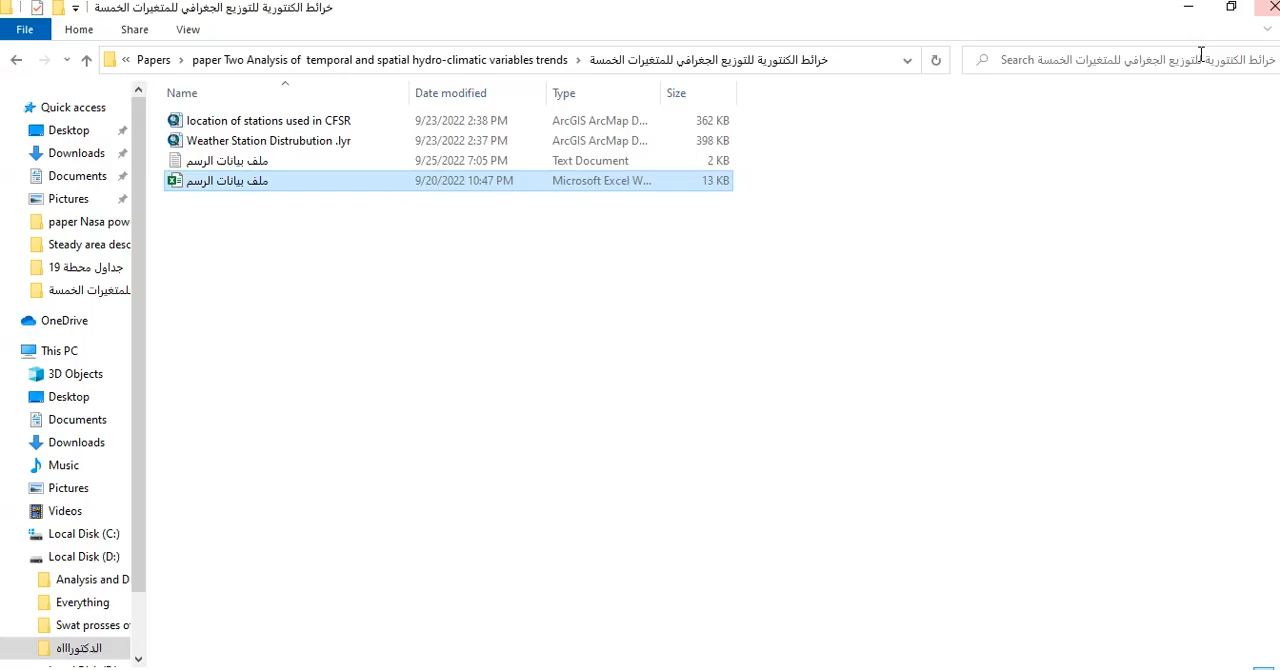 خرائط الكنتورية للتوزيع الجغرافي للمتغيرات الخمسة
File Home Share View
« Papers › paper Two Analysis of temporal and spatial hydro-climatic variables trends › خرائط الكنتورية للتوزيع الجغرافي للمتغيرات الخمسة
Search خرائط الكنتورية للتوزيع الجغرافي للمتغيرات الخمسة
Name Date modified Type Size
location of stations used in CFSR 9/23/2022 2:38 PM ArcGIS ArcMap D... 362 KB
Weather Station Distrubution .lyr 9/23/2022 2:37 PM ArcGIS ArcMap D... 398 KB
ملف بيانات الرسم 9/25/2022 7:05 PM Text Document 2 KB
ملف بيانات الرسم 9/20/2022 10:47 PM Microsoft Excel W... 13 KB
Quick access
Desktop
Downloads
Documents
Pictures
paper Nasa pow
Steady area desc
جداول محطة 19
للمتغيرات الخمسة
OneDrive
This PC
3D Objects
Desktop
Documents
Downloads
Music
Pictures
Videos
Local Disk (C:)
Local Disk (D:)
Analysis and D
Everything
Swat prosses o
الدكتوراااه